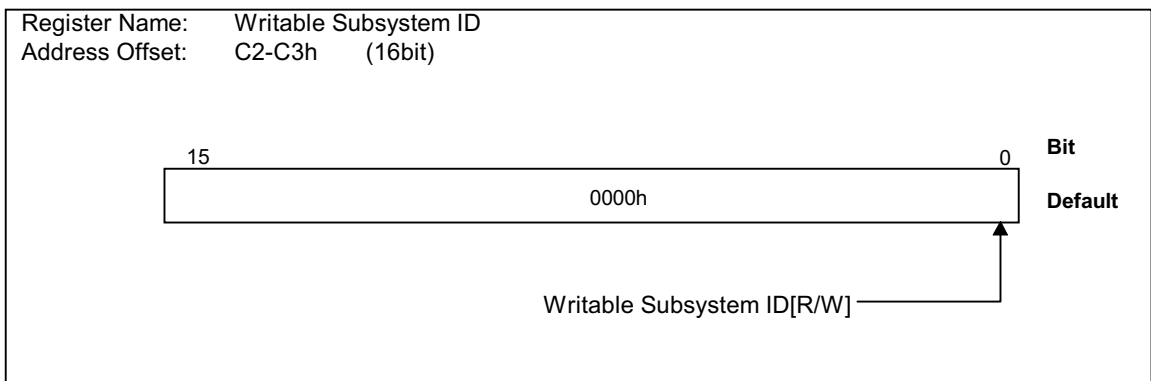 Register Name: Writable Subsystem ID
Address Offset: C2-C3h (16bit)
15 0 Bit
0000h Default
Writable Subsystem ID[R/W]